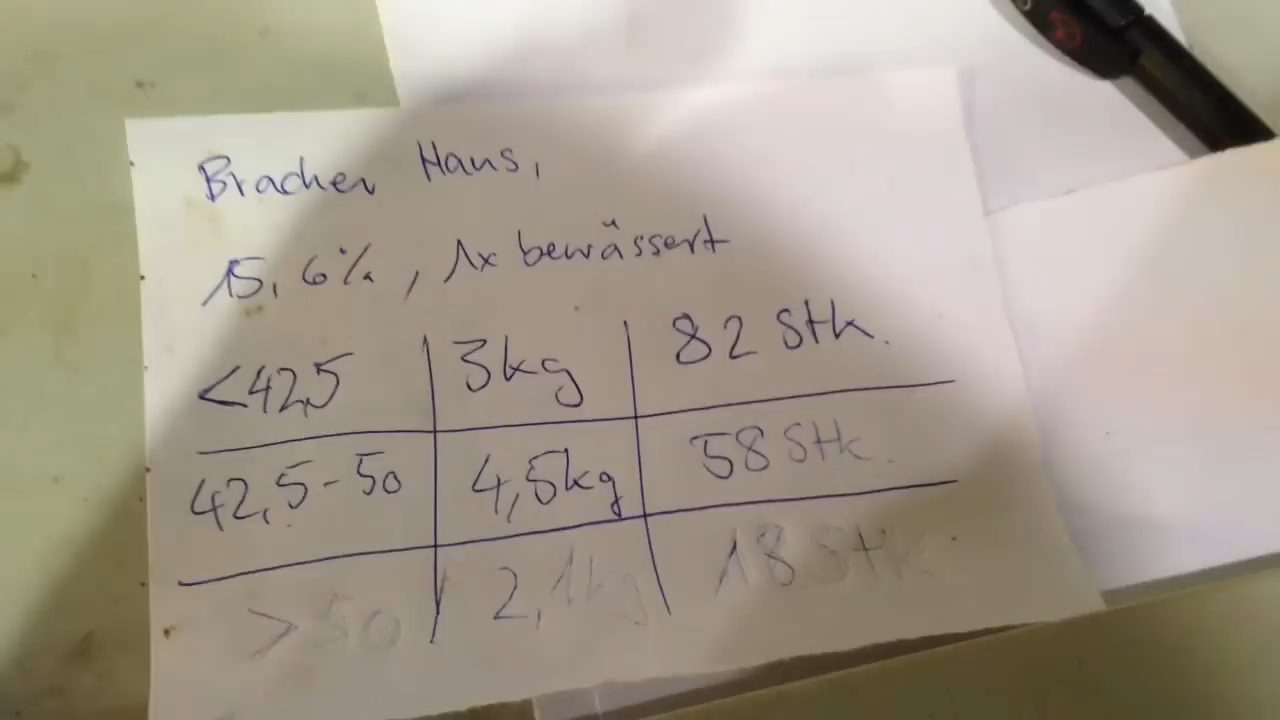 Bracher Hans,
15,6%, 1x bewässert
<42,5 3kg 82 Stk.
42,5-50 4,5kg 58 Stk.
>50 2,1kg 18 Stk